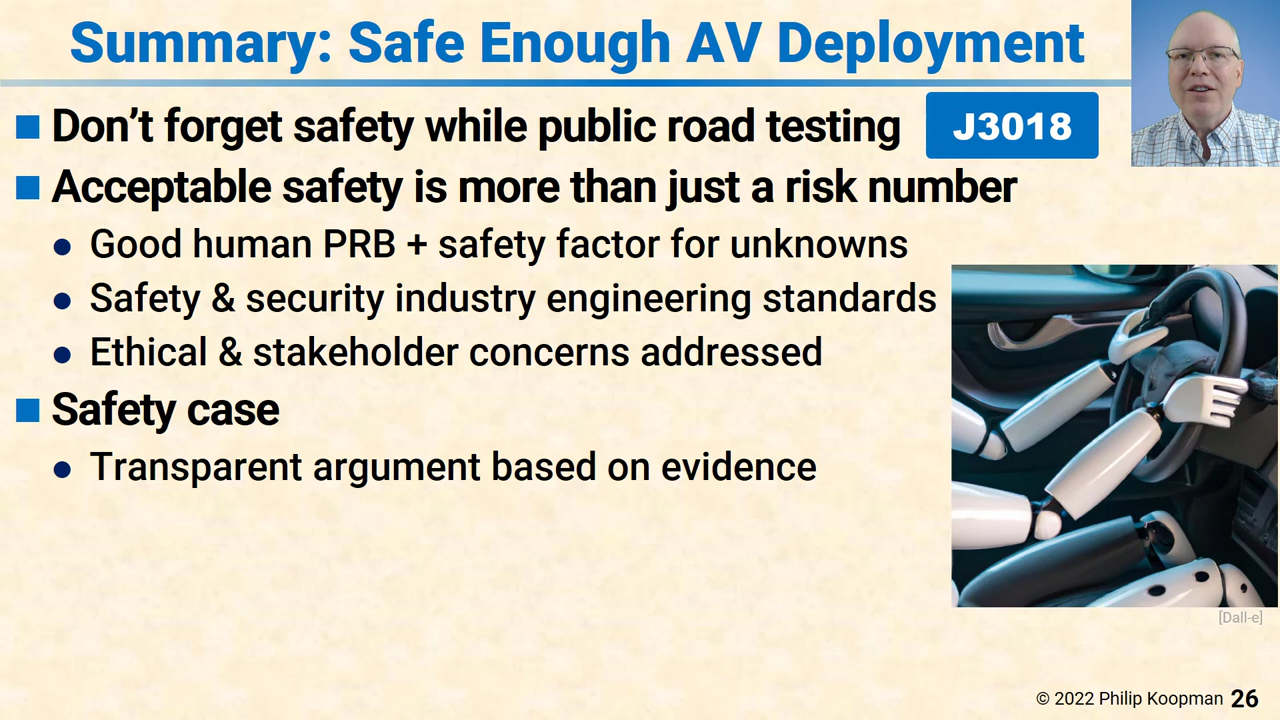 Summary: Safe Enough AV Deployment
■ Don’t forget safety while public road testing
J3018
■ Acceptable safety is more than just a risk number
● Good human PRB + safety factor for unknowns
● Safety & security industry engineering standards
● Ethical & stakeholder concerns addressed
■ Safety case
● Transparent argument based on evidence
[Dall-e]
© 2022 Philip Koopman 26